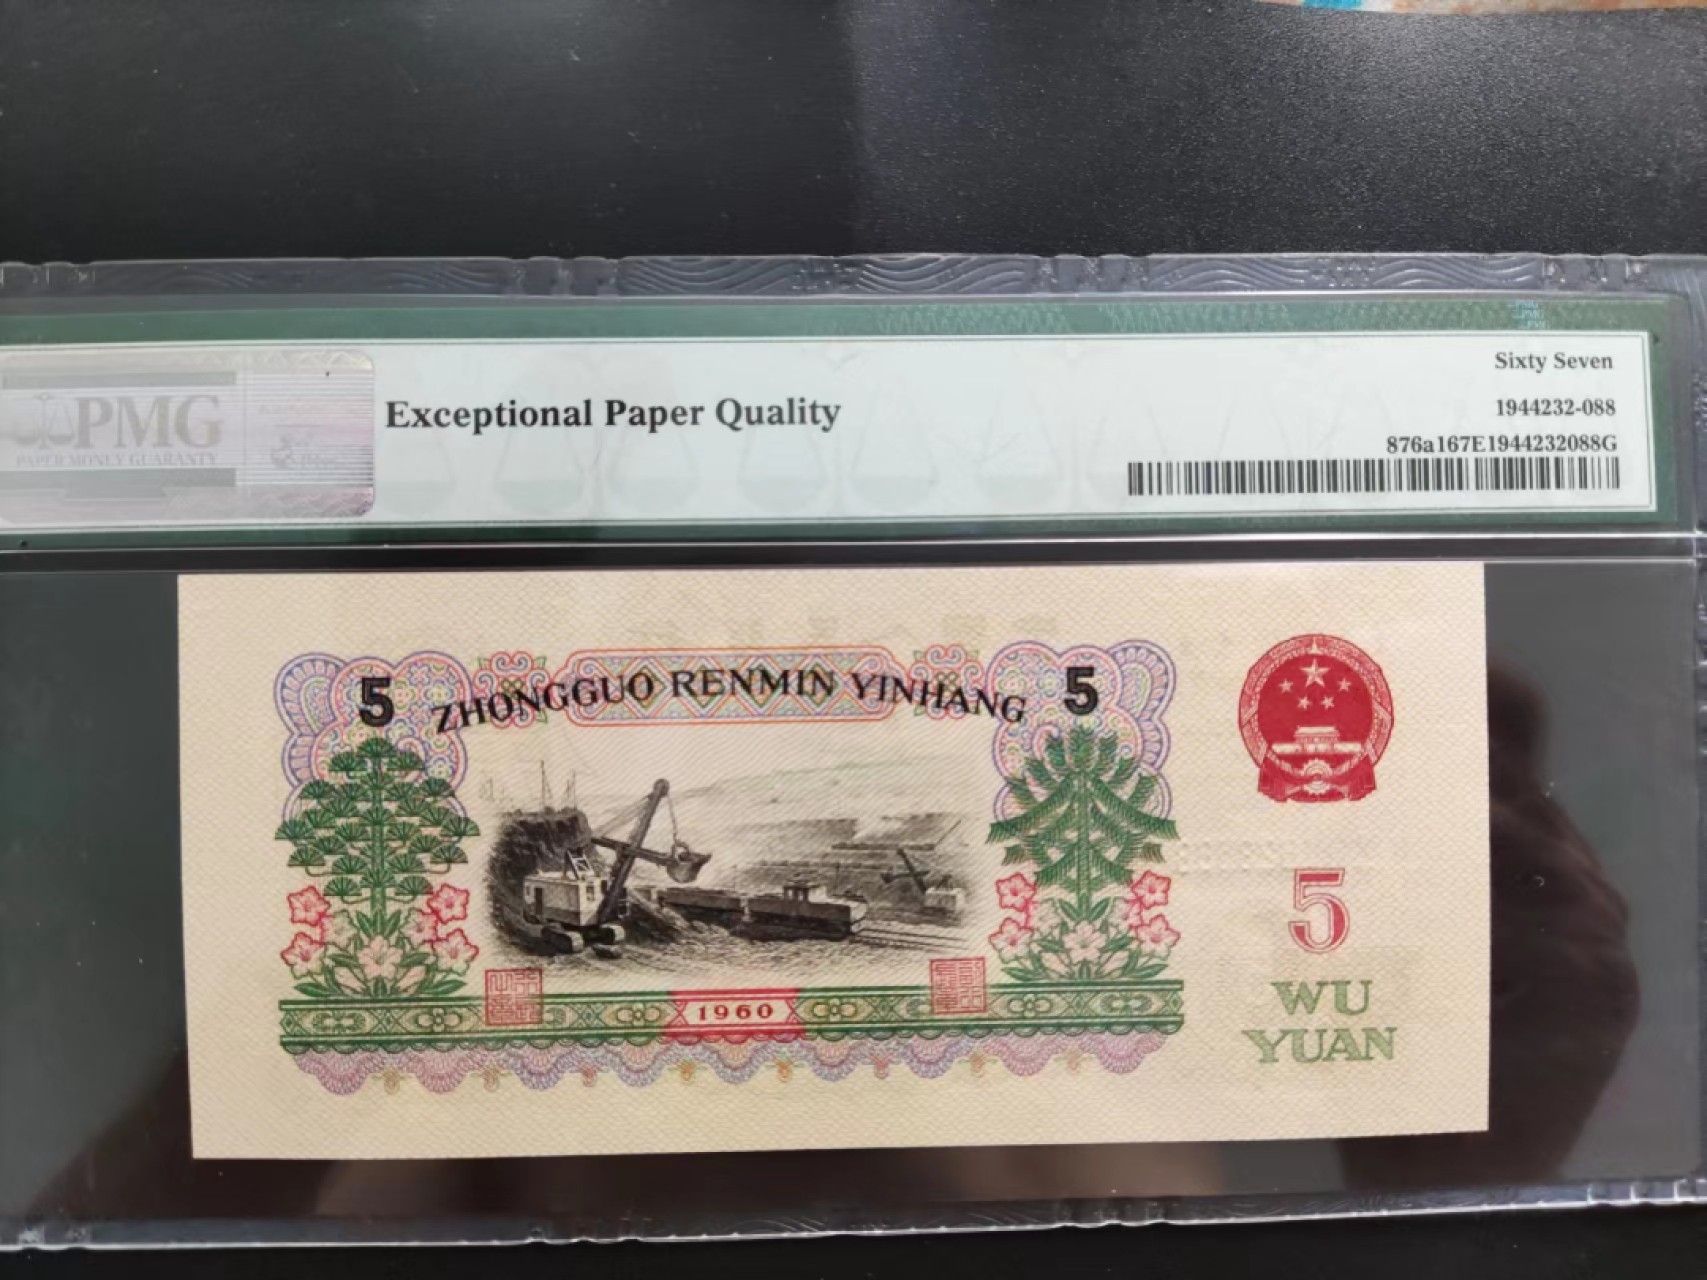 Sixty Seven
PMG
PAPER MONEY GUARANTY
Exceptional Paper Quality
1944232-088
876a167E1944232088G
5 ZHONGGUO RENMIN YINHANG 5
5
1960
WU
YUAN